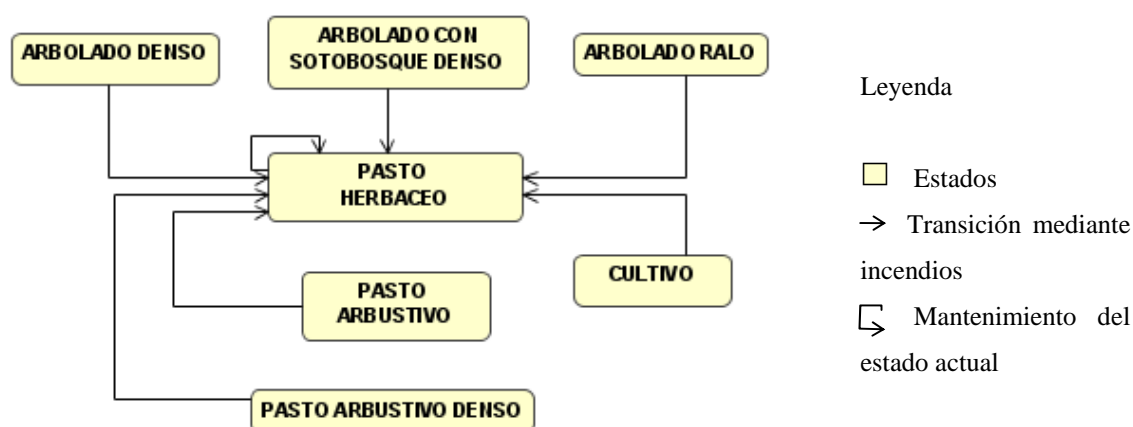 ARBOLADO DENSO
ARBOLADO CON
SOTOBOSQUE DENSO
ARBOLADO RALO
PASTO
HERBACEO
PASTO
ARBUSTIVO
CULTIVO
PASTO ARBUSTIVO DENSO
Leyenda
Estados
Transición mediante
incendios
Mantenimiento del
estado actual